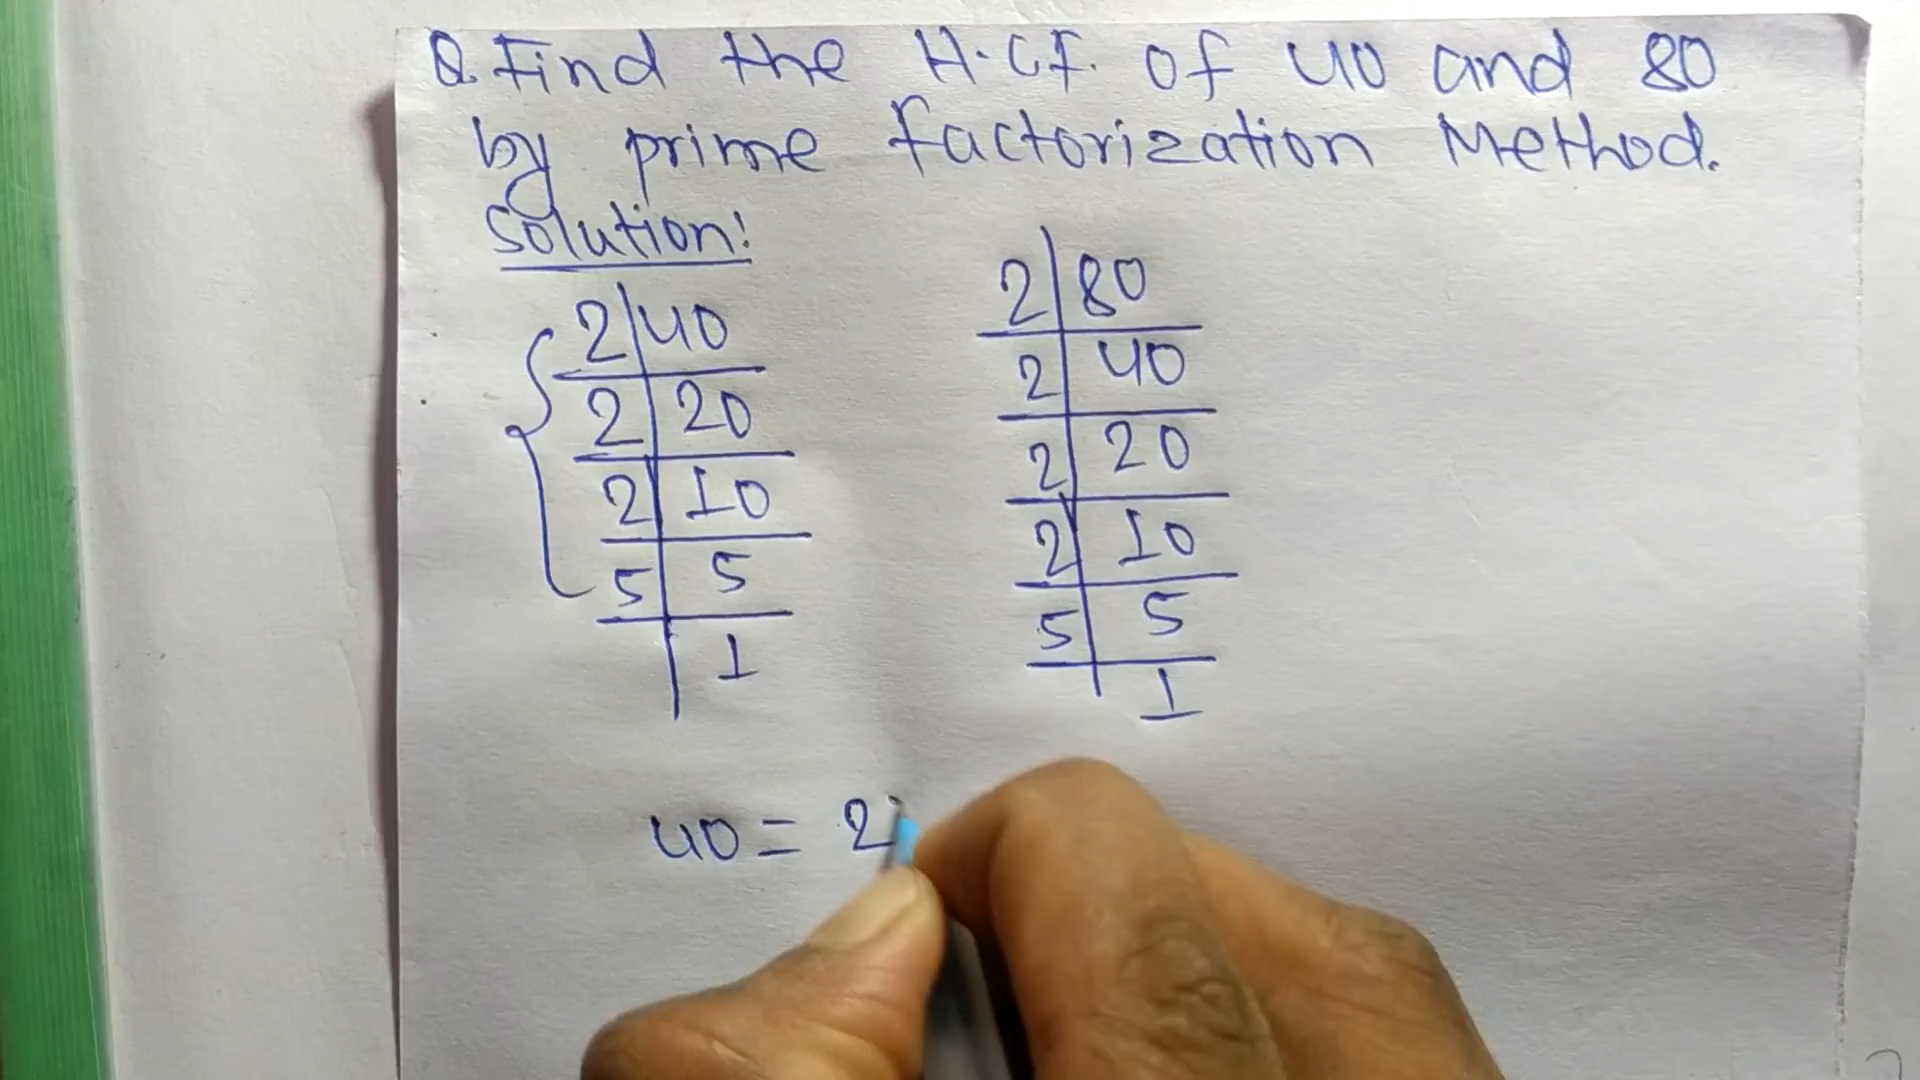 Q. Find the H.C.F. of 40 and 80
by prime factorization Method.
Solution:
2 40
2 20
2 10
5 5
1
2 80
2 40
2 20
2 10
5 5
1
40 = 2